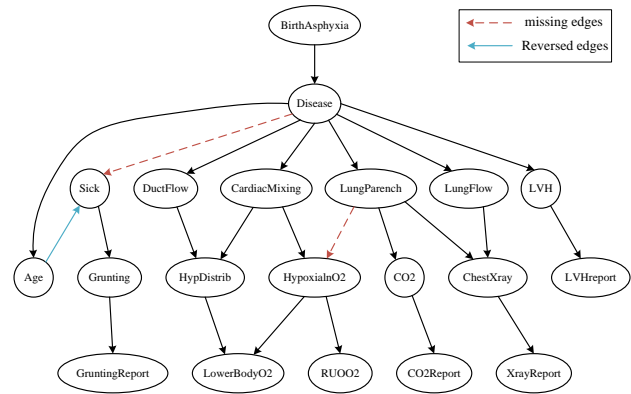 BirthAsphyxia
missing edges
Reversed edges
Disease
Sick
DuctFlow
CardiacMixing
LungParench
LungFlow
LVH
Age
Grunting
HypDistrib
HypoxiaInO2
CO2
ChestXray
LVHreport
GruntingReport
LowerBodyO2
RUOO2
CO2Report
XrayReport